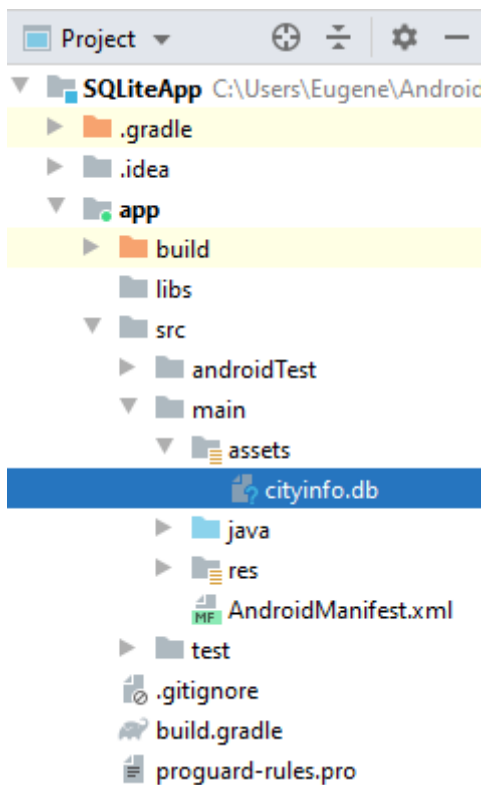 Project
SQLiteApp C:\Users\Eugene\Android
.gradle
.idea
app
build
libs
src
androidTest
main
assets
cityinfo.db
java
res
MF AndroidManifest.xml
test
.gitignore
build.gradle
proguard-rules.pro